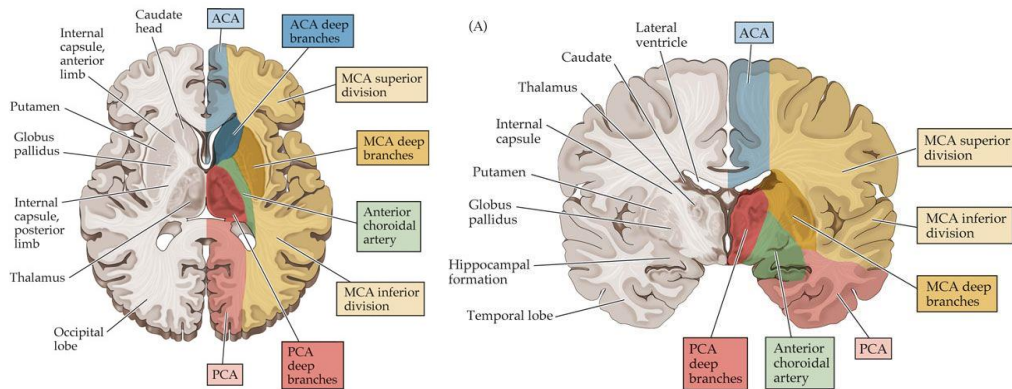 Caudate
head
ACA
ACA deep
branches
Internal
capsule,
anterior
limb
MCA superior
division
Putamen
Globus
pallidus
MCA deep
branches
Internal
capsule,
posterior
limb
Anterior
choroidal
artery
Thalamus
MCA inferior
division
Occipital
lobe
PCA
PCA
deep
branches
(A)
Lateral
ventricle
ACA
Caudate
Thalamus
Internal
capsule
MCA superior
division
Putamen
Globus
pallidus
MCA inferior
division
Hippocampal
formation
MCA deep
branches
Temporal lobe
PCA
deep
branches
Anterior
choroidal
artery
PCA